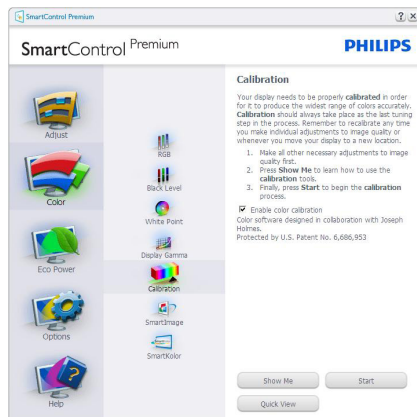 SmartControl Premium
? x
SmartControl Premium
PHILIPS
Adjust
Color
Eco Power
Options
Help
RGB
Black Level
White Point
Display Gamma
Calibration
SmartImage
SmartKolor
Calibration
Your display needs to be properly calibrated in order
for it to produce the widest range of colors accurately.
Calibration should always take place as the last tuning
step in the process. Remember to recalibrate any time
you make individual adjustments to image quality or
whenever you move your display to a new location.
1. Make all other necessary adjustments to image
quality first.
2. Press Show Me to learn how to use the
calibration tools.
3. Finally, press Start to begin the calibration
process.
Enable color calibration
Color software designed in collaboration with Joseph
Holmes.
Protected by U.S. Patent No. 6,686,953
Show Me
Start
Quick View